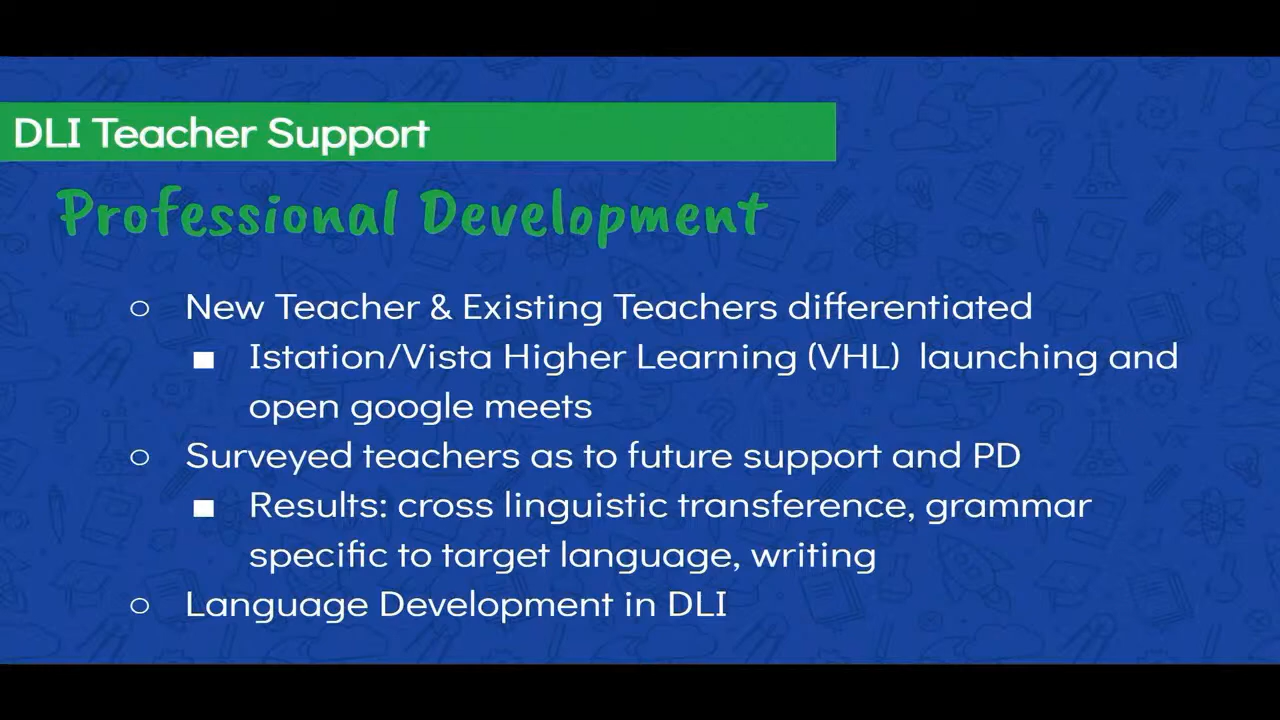 DLI Teacher Support
Professional Development
○ New Teacher & Existing Teachers differentiated
■ Istation/Vista Higher Learning (VHL) launching and
open google meets
○ Surveyed teachers as to future support and PD
■ Results: cross linguistic transference, grammar
specific to target language, writing
○ Language Development in DLI